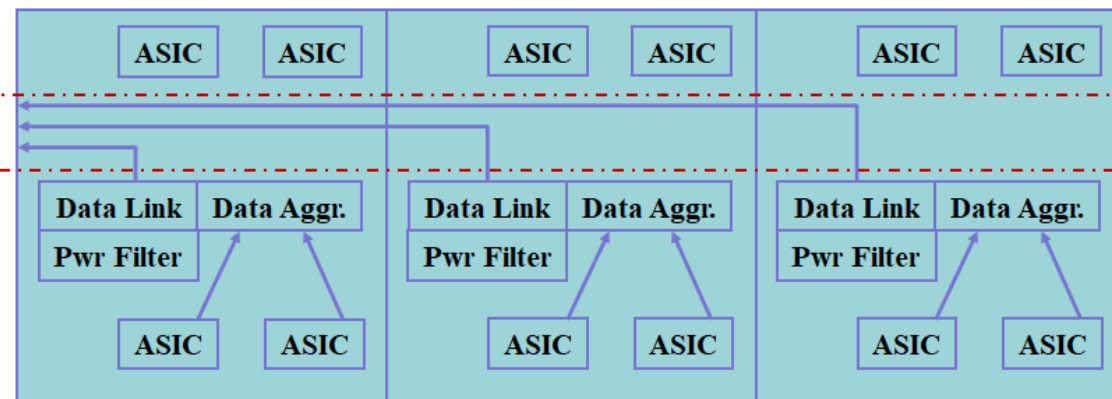 ASIC ASIC ASIC ASIC ASIC ASIC
Data Link Data Aggr. Data Link Data Aggr. Data Link Data Aggr.
Pwr Filter Pwr Filter Pwr Filter
ASIC ASIC ASIC ASIC ASIC ASIC